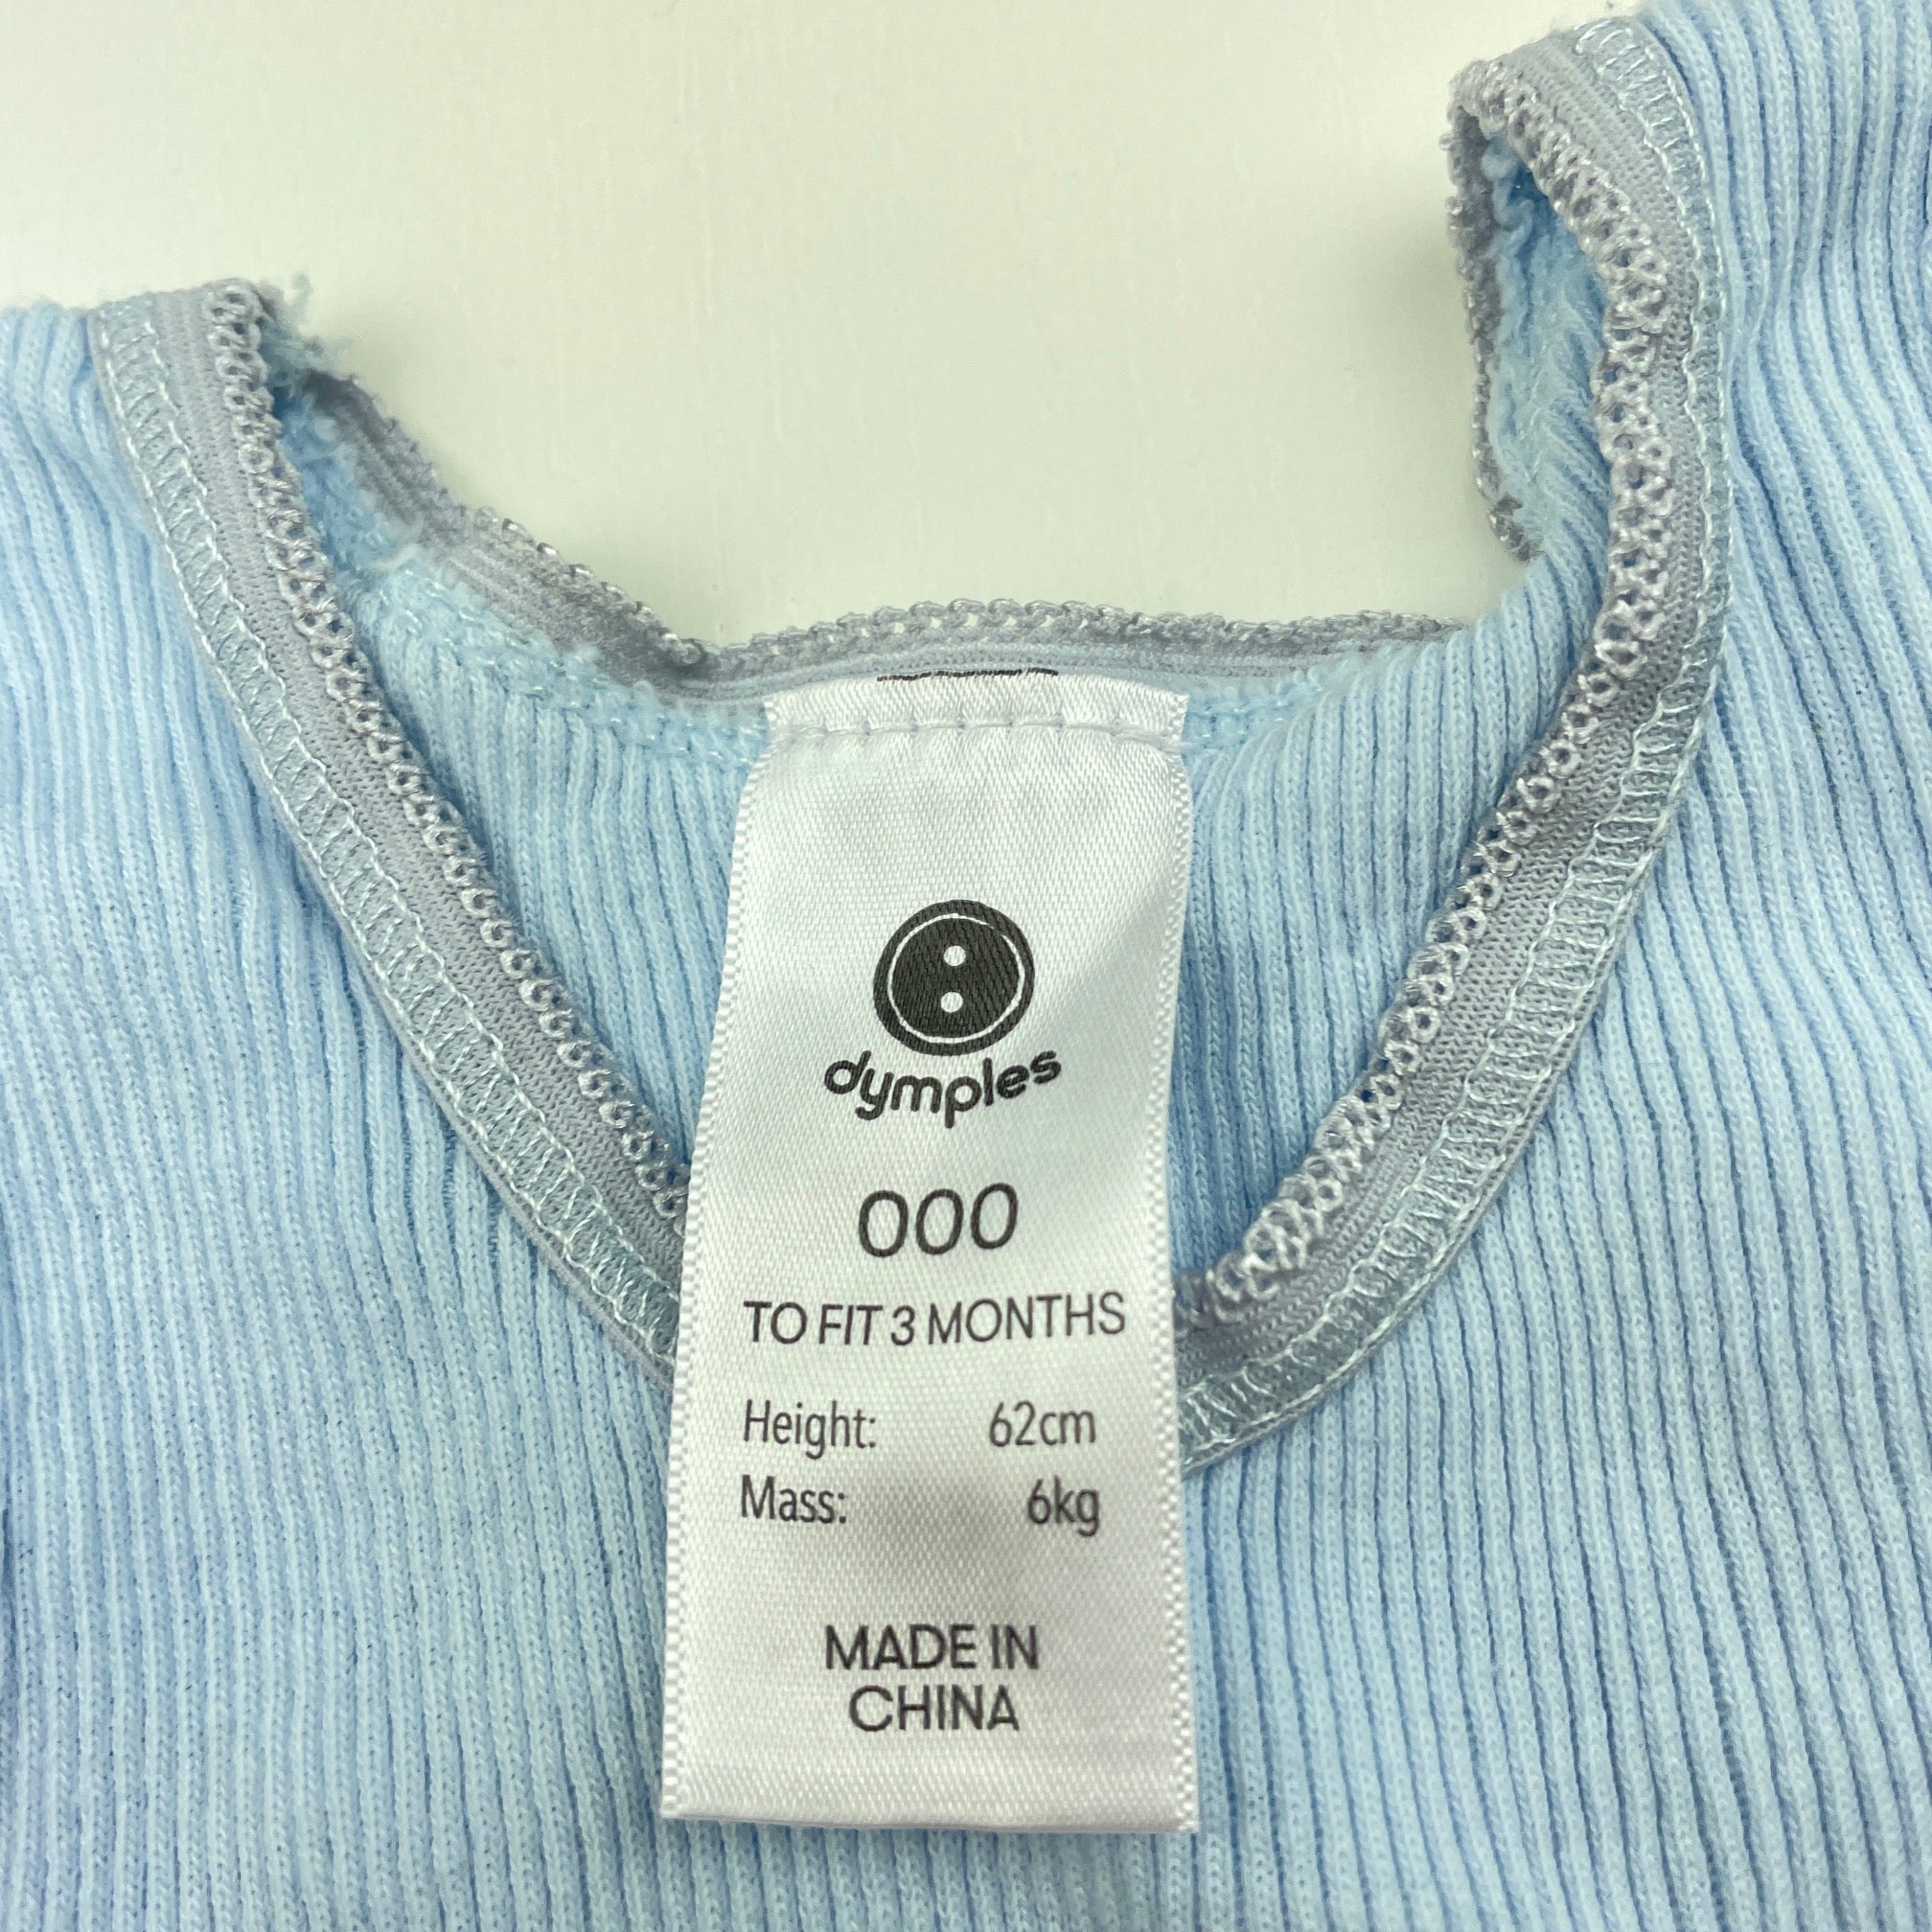 dymples
000
TO FIT 3 MONTHS
Height: 62cm
Mass: 6kg
MADE IN
CHINA